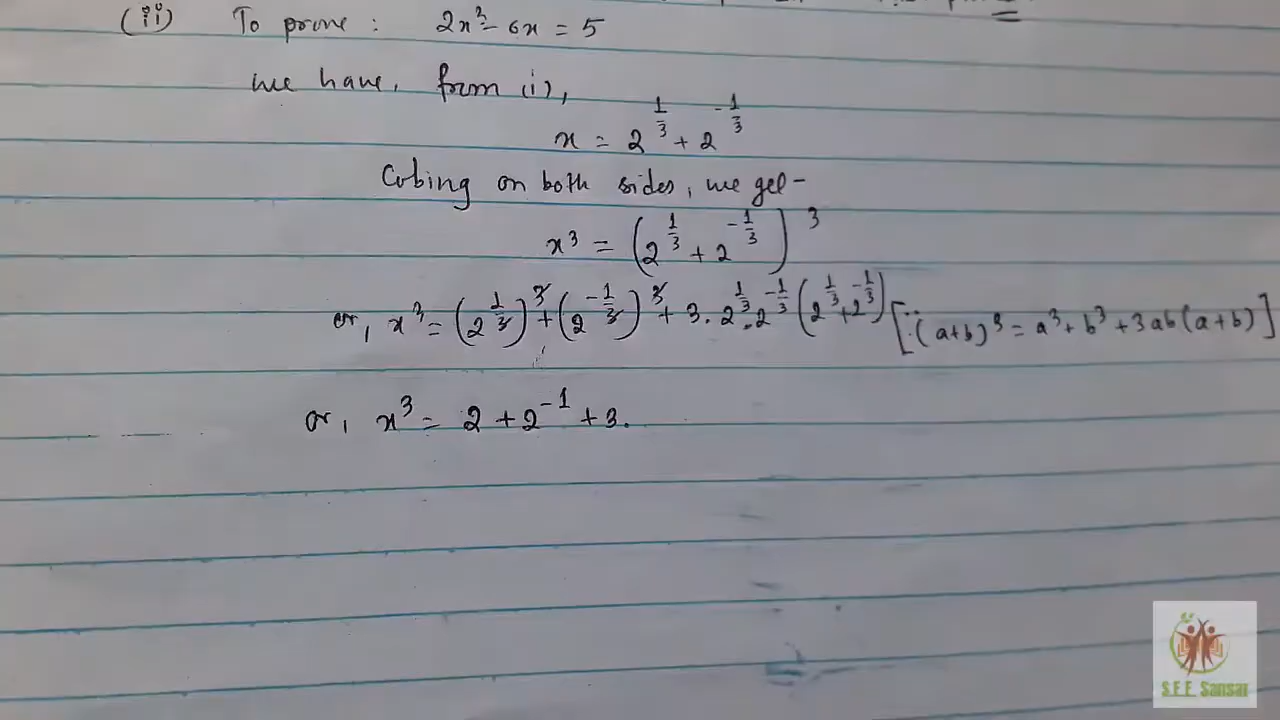 (ii) To prove : 2x³ - 6x = 5
we have, from (i),
x = 2^(1/3) + 2^(-1/3)
Cubing on both sides, we get
x³ = (2^(1/3) + 2^(-1/3))³
or, x³ = (2^(1/3))³ + (2^(-1/3))³ + 3 . 2^(1/3) . 2^(-1/3) (2^(1/3) + 2^(-1/3)) [∵ (a+b)³ = a³ + b³ + 3ab(a+b)]
or, x³ = 2 + 2^(-1) + 3.
S.E.E. Sansar